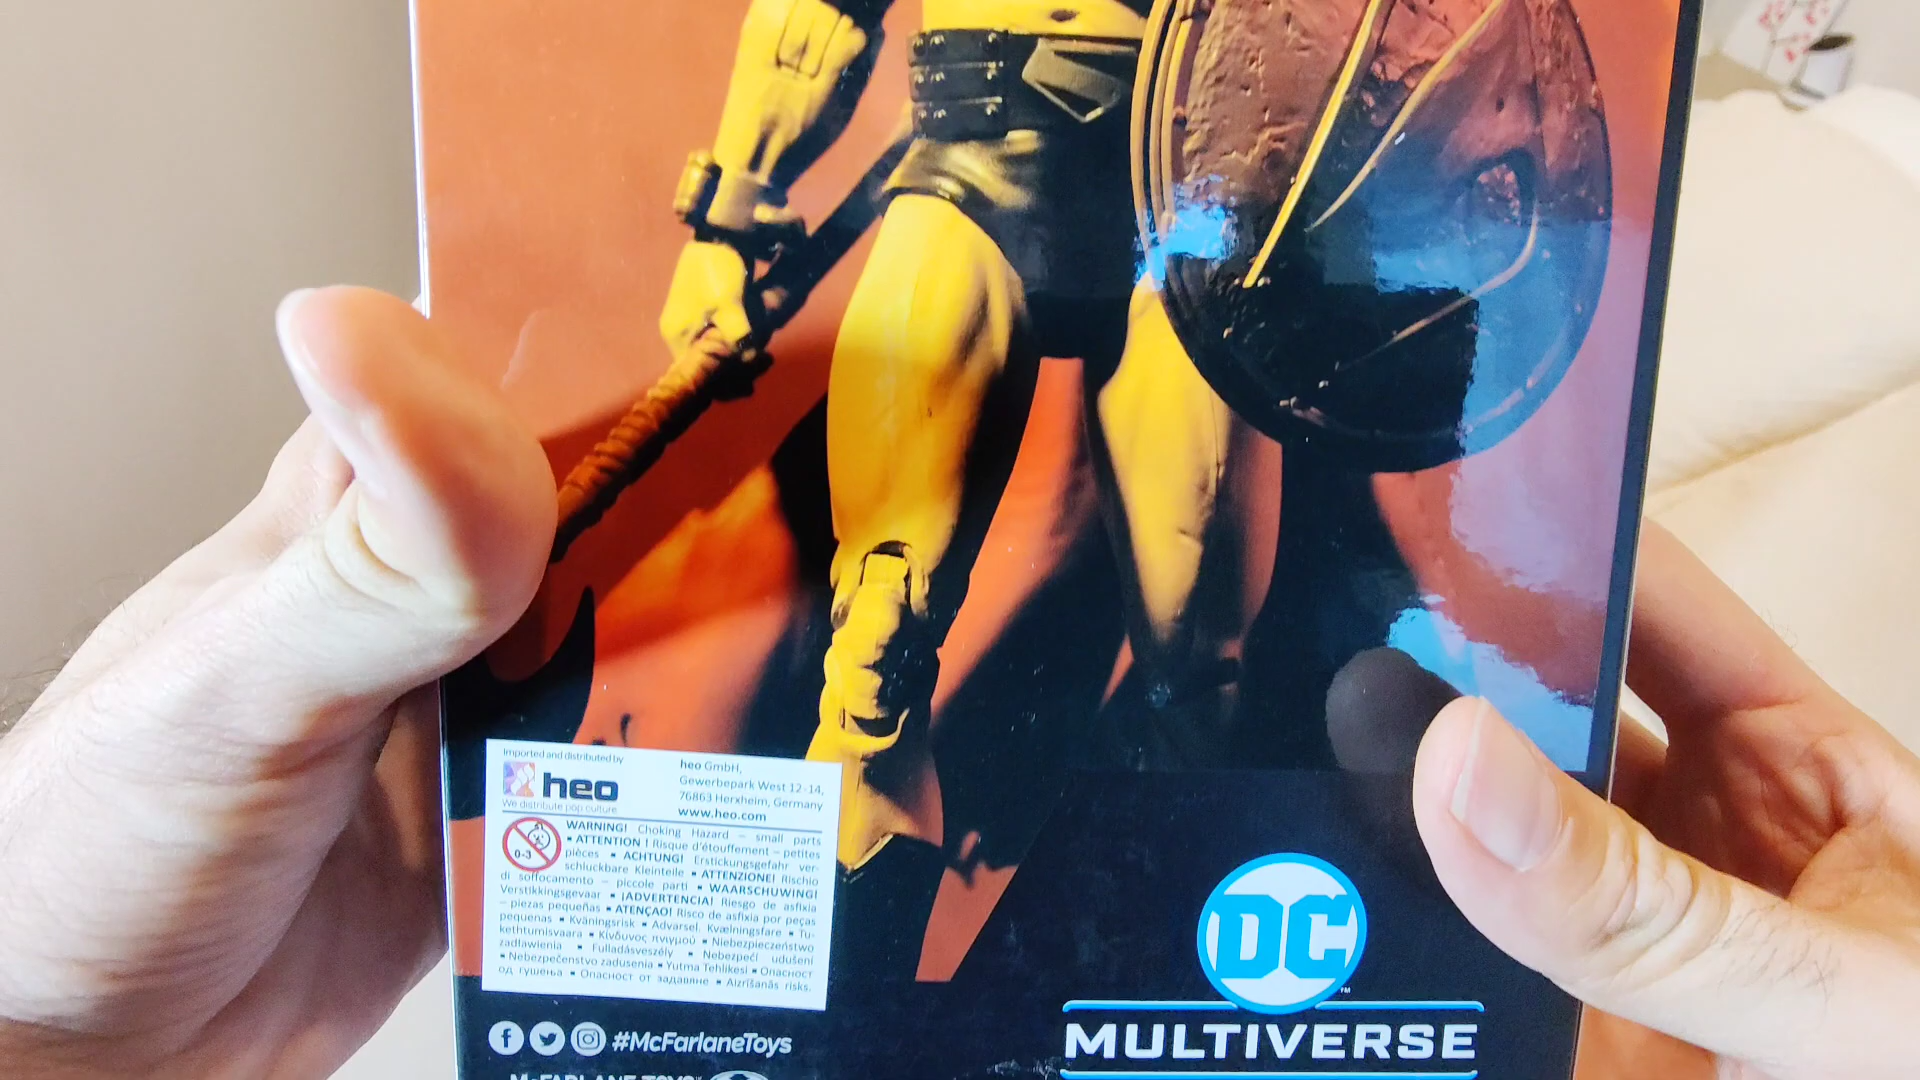 Imported and distributed by
heo
We distribute pop culture.
heo GmbH,
Gewerbepark West 12-14,
76863 Herxheim, Germany
www.heo.com
0-3
WARNING! Choking Hazard – small parts
▪ ATTENTION ! Risque d'étouffement – petites
pièces ▪ ACHTUNG! Erstickungsgefahr ver-
schluckbare Kleinteile ▪ ATTENZIONE! Rischio
di soffocamento – piccole parti ▪ WAARSCHUWING!
Verstikkingsgevaar ▪ ¡ADVERTENCIA! Riesgo de asfixia
– piezas pequeñas ▪ ATENÇAO! Risco de asfixia por peças
pequenas ▪ Kväningsrisk ▪ Advarsel. Kvælningsfare ▪ Tu-
kehtumisvaara ▪ Κίνδυνος πνιγμού ▪ Niebezpieczeństwo
zadławienia ▪ Fulladásveszély ▪ Nebezpečí udušení
▪ Nebezpečenstvo zadusenia ▪ Yutma Tehlikesi ▪ Опасност
од гушења ▪ Опасност от задавяне ▪ Aizrīšanās risks.
#McFarlaneToys
McFARLANE TOYS™
DC™
MULTIVERSE